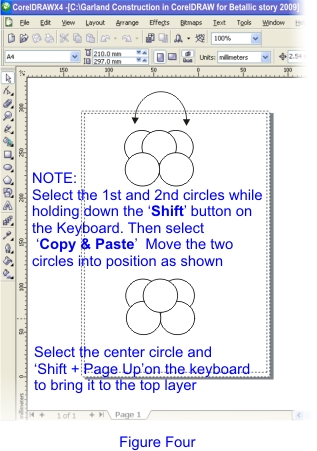 CorelDRAWX4 -[C:\Garland Construction in CorelDRAW for Betallic story 2009]
File Edit View Layout Arrange Effects Bitmaps Text Tools Window
100%
A4 210.0 mm 297.0 mm Units: millimeters 2.54
150 100 50 0 50 100
NOTE:
Select the 1st and 2nd circles while
holding down the ‘Shift’ button on
the Keyboard. Then select
‘Copy & Paste’ Move the two
circles into position as shown
Select the center circle and
‘Shift + Page Up’on the keyboard
to bring it to the top layer
millimeters
1 of 1 Page 1
Figure Four